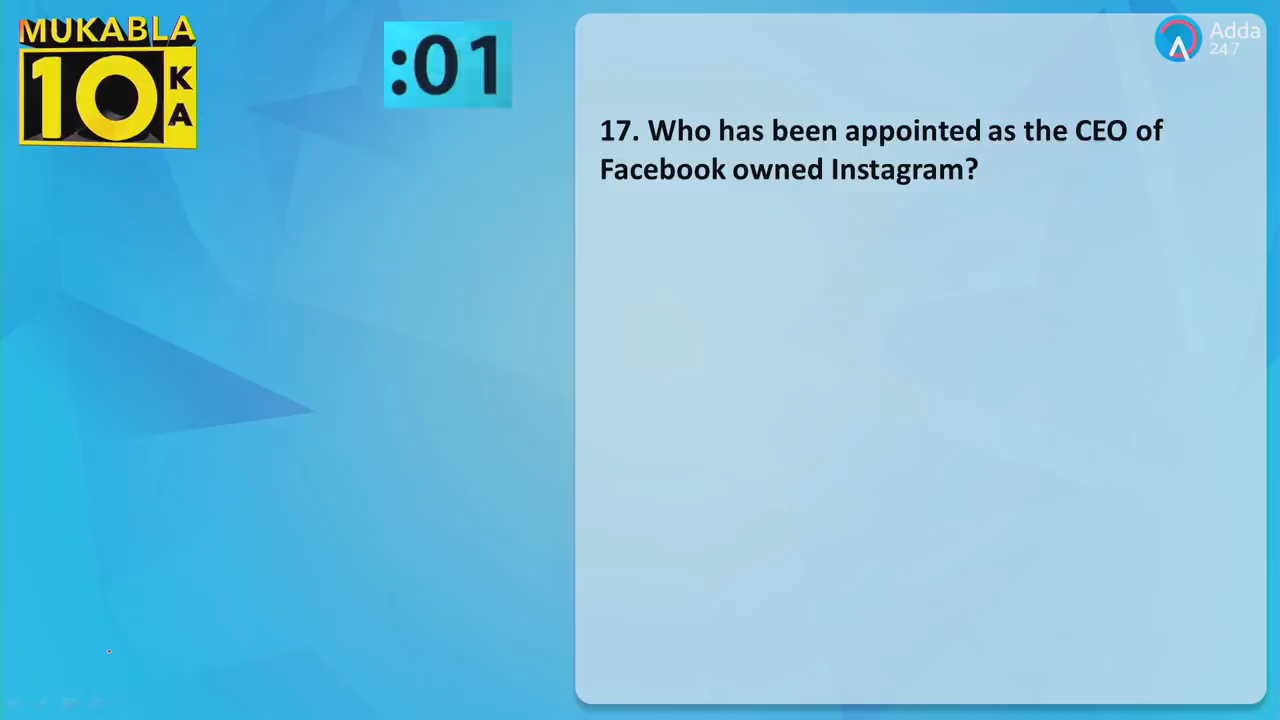 MUKABLA
10
KA
:01
Adda
247
17. Who has been appointed as the CEO of
Facebook owned Instagram?